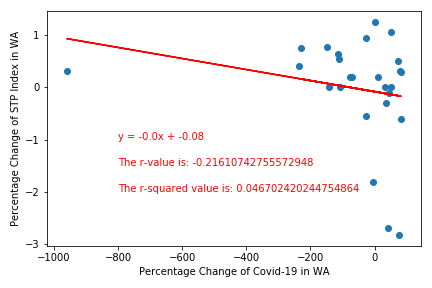 Percentage Change of STP Index in WA
1
0
−1
−2
−3
y = -0.0x + -0.08
The r-value is: -0.21610742755572948
The r-squared value is: 0.046702420244754864
−1000 −800 −600 −400 −200 0
Percentage Change of Covid-19 in WA